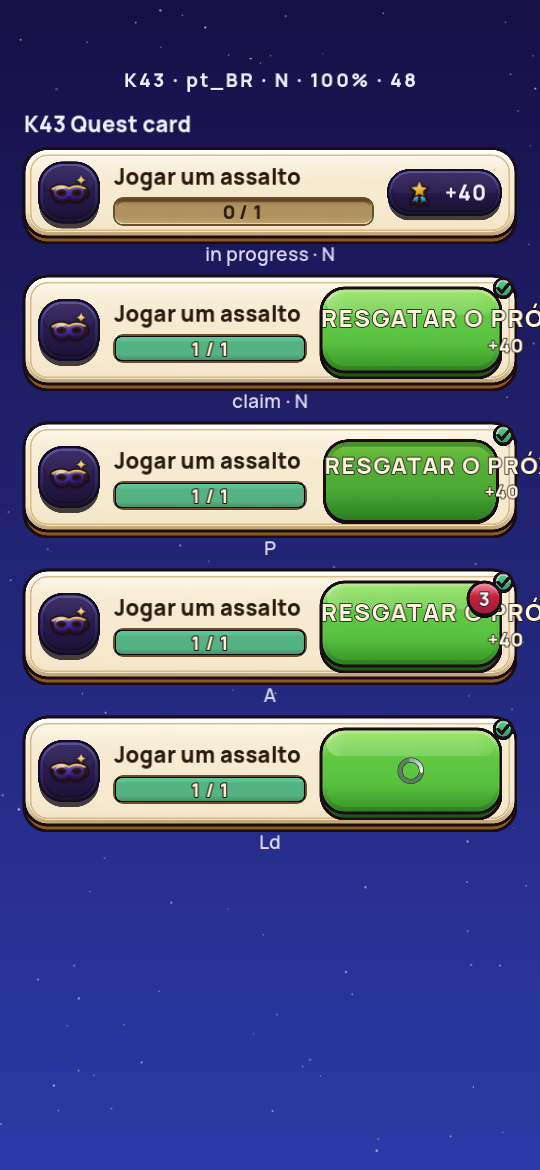 K43 · pt_BR · N · 100% · 48
K43 Quest card
Jogar um assalto
0 / 1
+40
in progress · N
Jogar um assalto
1 / 1
RESGATAR O PRÓ
+40
claim · N
Jogar um assalto
1 / 1
RESGATAR O PRÓ
+40
P
Jogar um assalto
1 / 1
3
RESGATAR O PRÓ
+40
A
Jogar um assalto
1 / 1
Ld